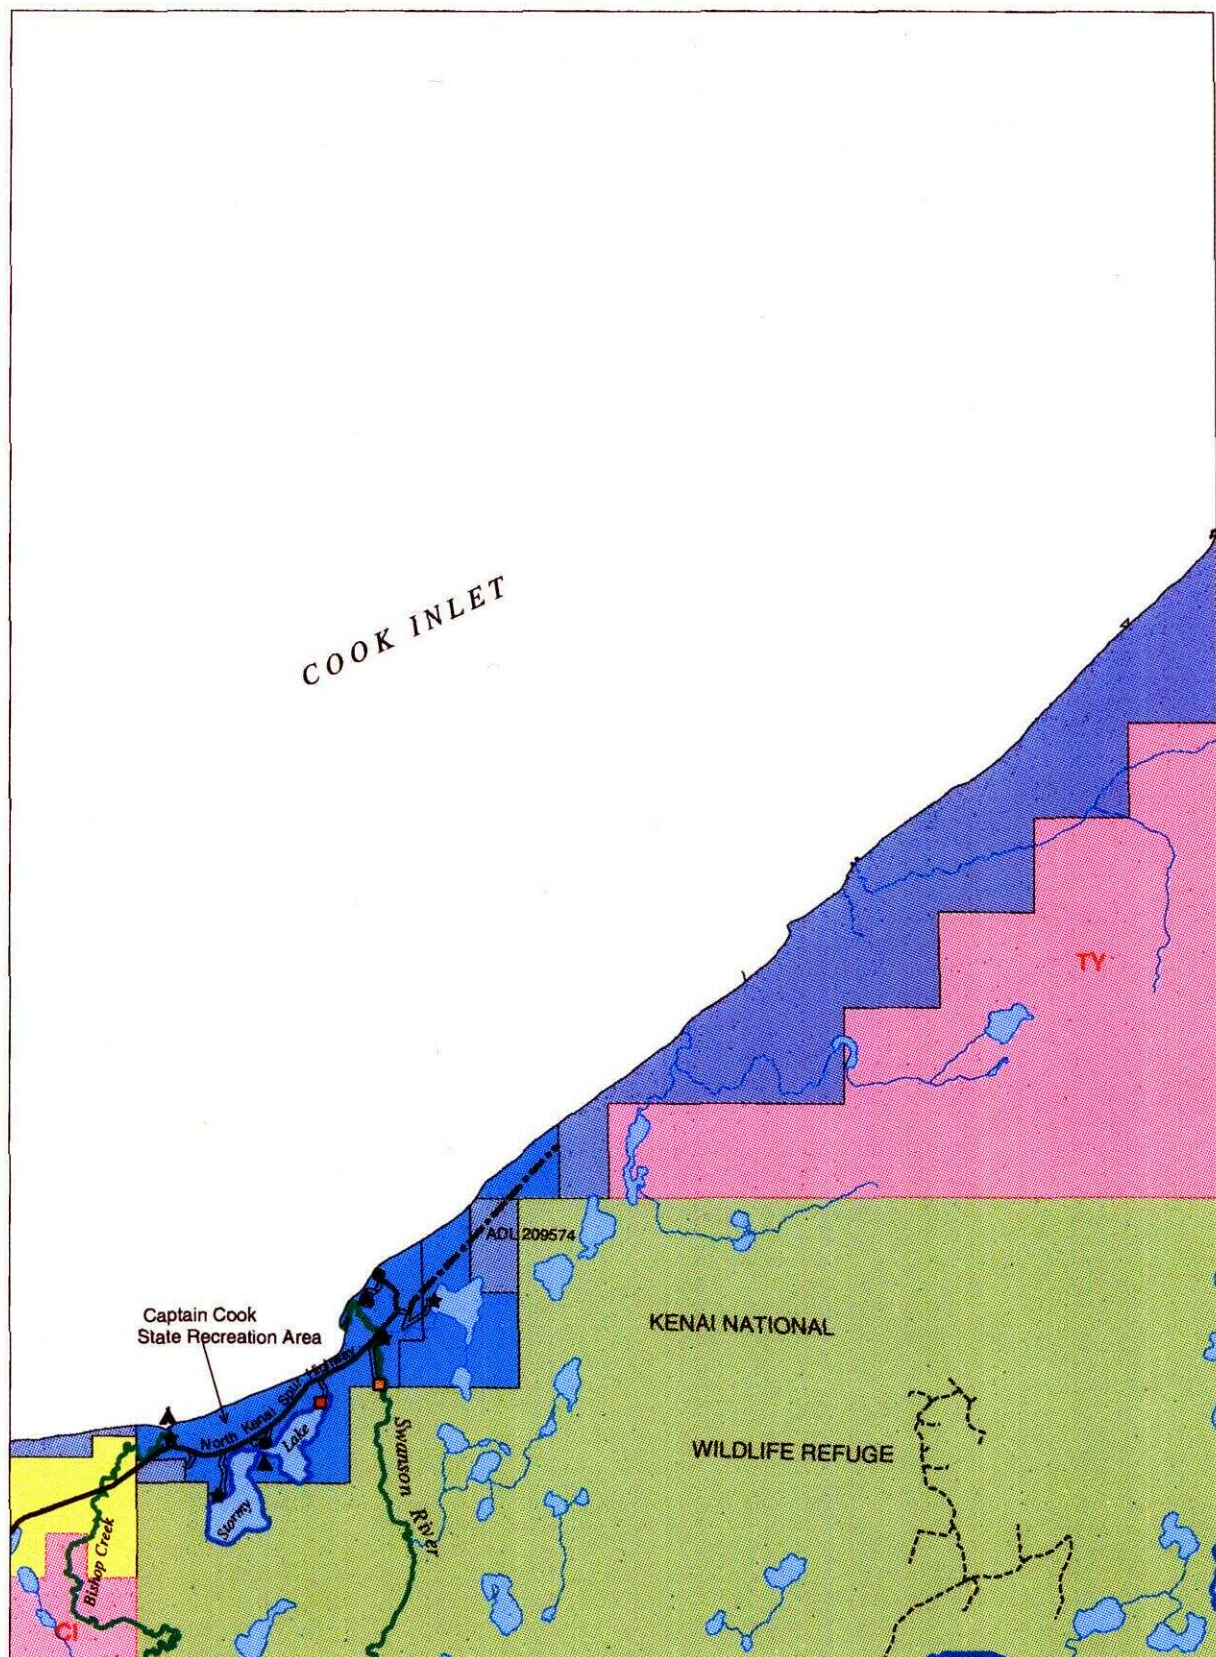 COOK INLET
TY
ADL 209574
KENAI NATIONAL
Captain Cook
State Recreation Area
North Kenai Spur Highway
Swanson River
WILDLIFE REFUGE
Stormy Lake
Bishop Creek
CI